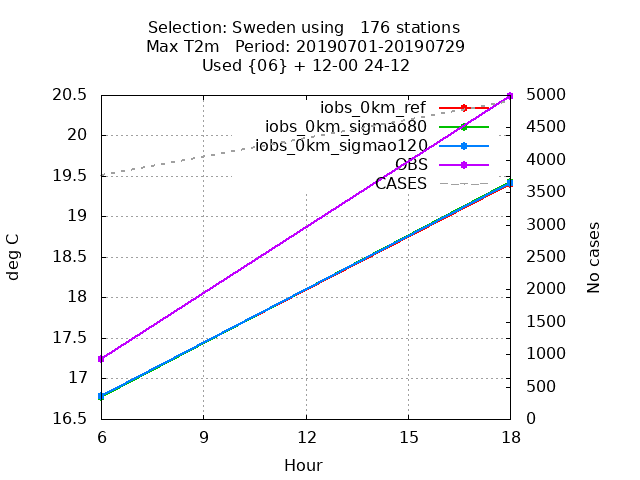 Selection: Sweden using   176 stations
Max T2m   Period: 20190701-20190729
Used {06} + 12-00 24-12
iobs_0km_ref
iobs_0km_sigmao80
iobs_0km_sigmao120
OBS
CASES
20.5
20
19.5
19
18.5
18
17.5
17
16.5
deg C
5000
4500
4000
3500
3000
2500
2000
1500
1000
500
0
No cases
6 9 12 15 18
Hour